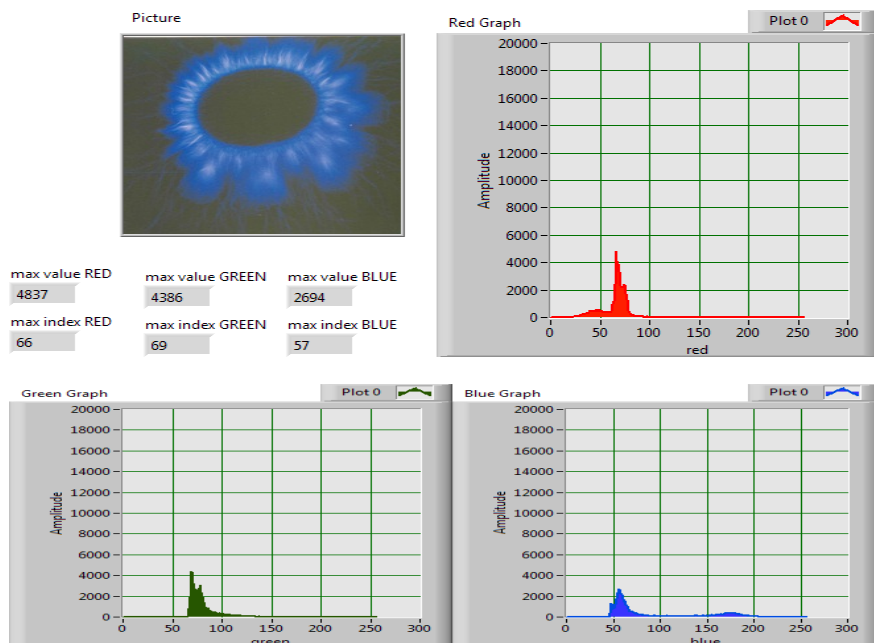 Picture
Red Graph
Plot 0
20000
18000
16000
14000
12000
10000
8000
6000
4000
2000
0
Amplitude
0 50 100 150 200 250 300
red
max value RED
4837
max value GREEN
4386
max value BLUE
2694
max index RED
66
max index GREEN
69
max index BLUE
57
Green Graph
Plot 0
20000
18000
16000
14000
12000
10000
8000
6000
4000
2000
0
Amplitude
0 50 100 150 200 250 300
green
Blue Graph
Plot 0
20000
18000
16000
14000
12000
10000
8000
6000
4000
2000
0
Amplitude
0 50 100 150 200 250 300
blue